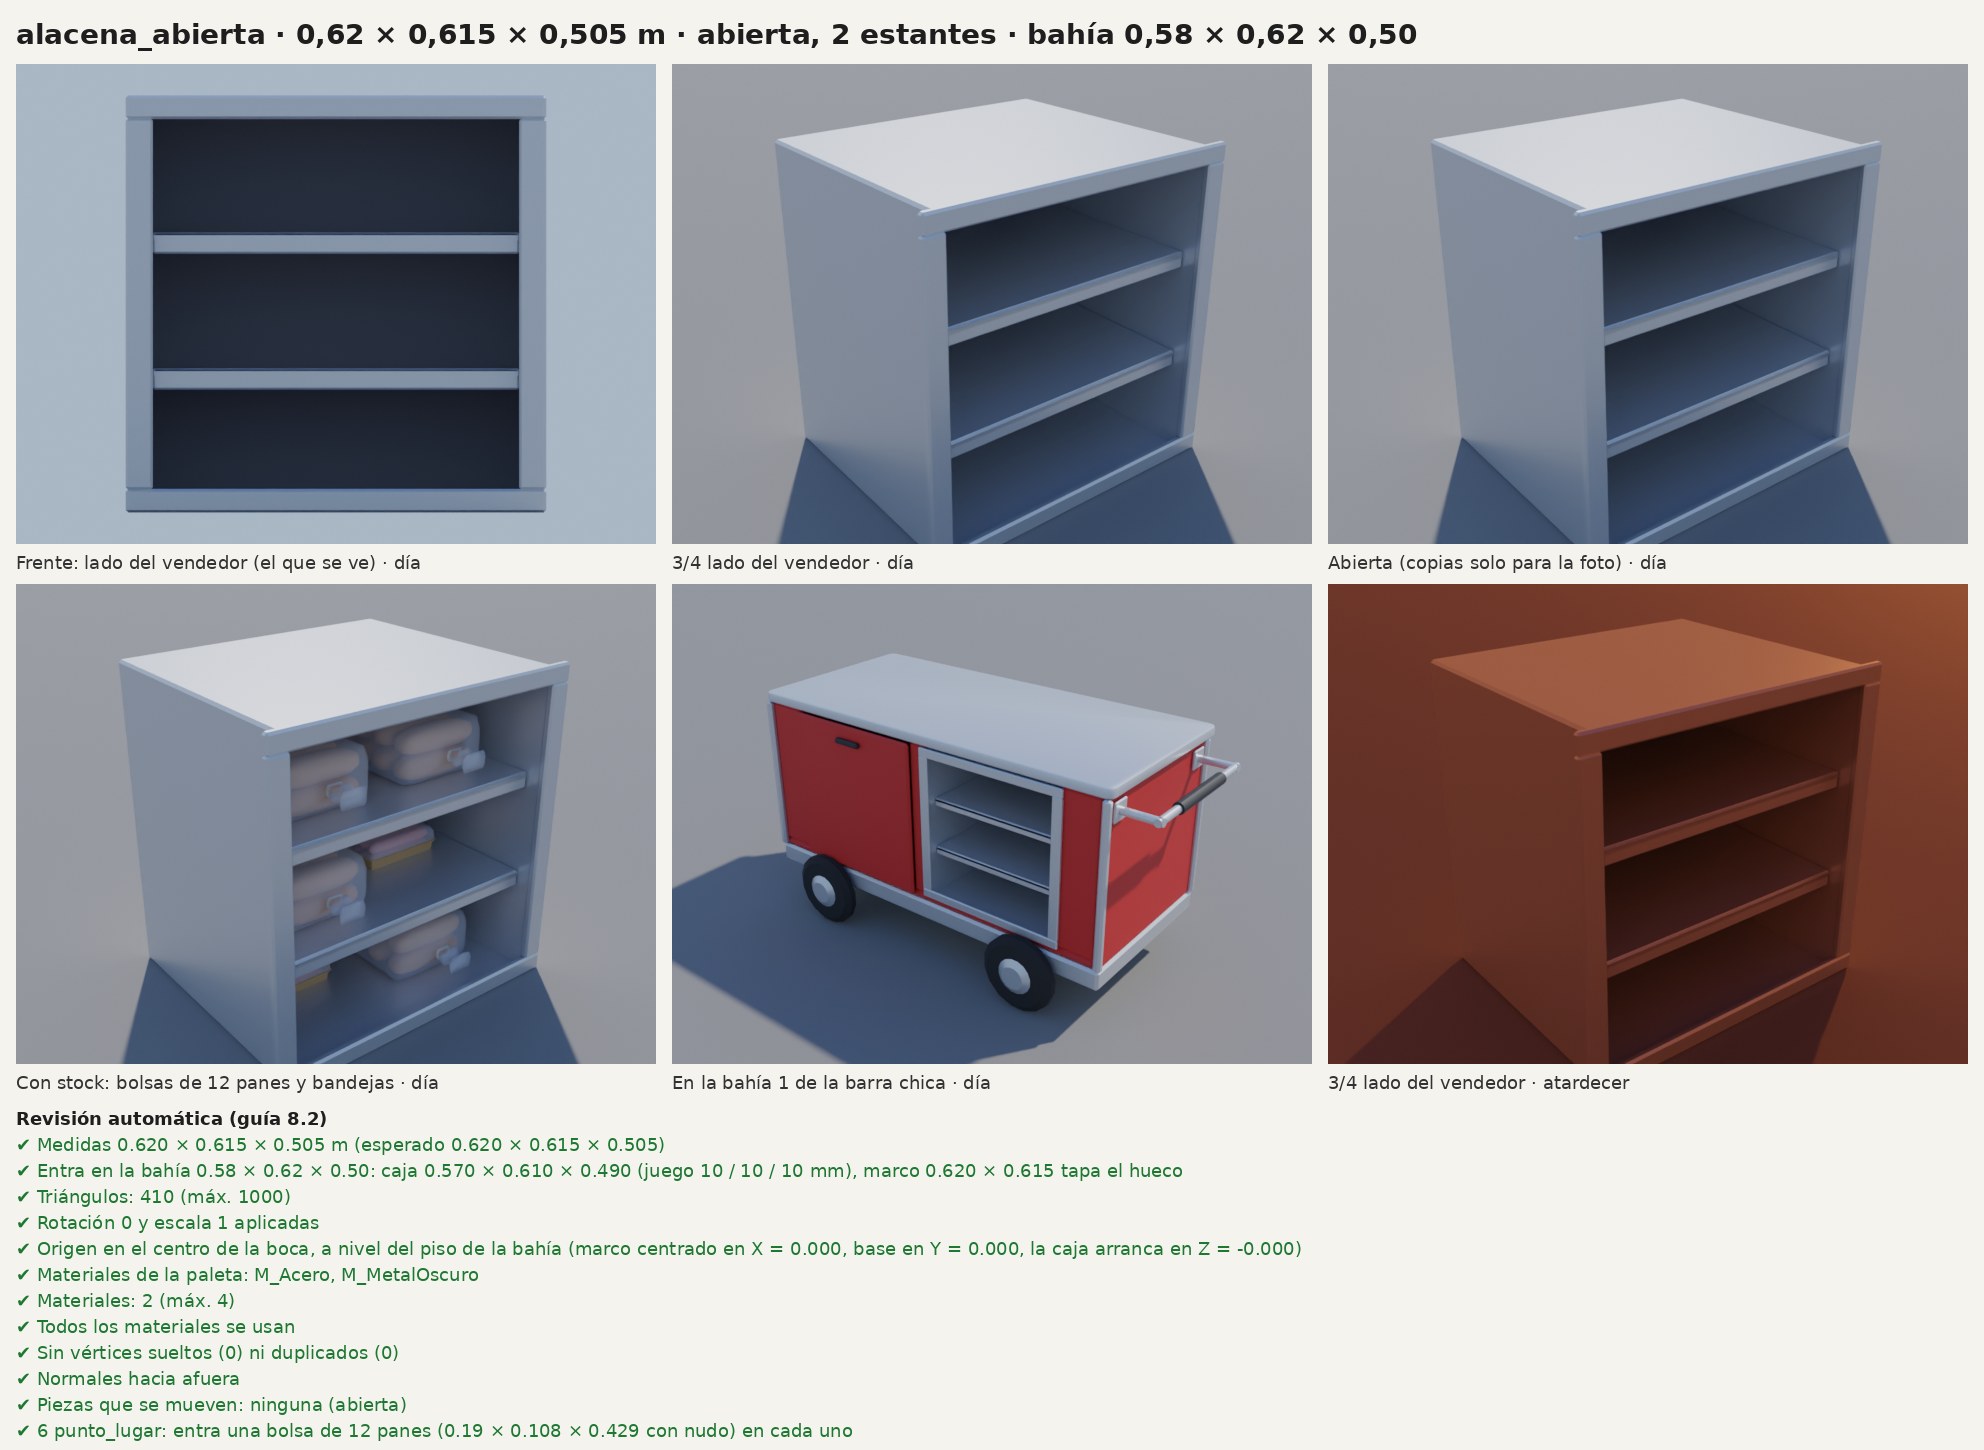 alacena_abierta · 0,62 × 0,615 × 0,505 m · abierta, 2 estantes · bahía 0,58 × 0,62 × 0,50
Frente: lado del vendedor (el que se ve) · día
3/4 lado del vendedor · día
Abierta (copias solo para la foto) · día
Con stock: bolsas de 12 panes y bandejas · día
En la bahía 1 de la barra chica · día
3/4 lado del vendedor · atardecer
Revisión automática (guía 8.2)
✔ Medidas 0.620 × 0.615 × 0.505 m (esperado 0.620 × 0.615 × 0.505)
✔ Entra en la bahía 0.58 × 0.62 × 0.50: caja 0.570 × 0.610 × 0.490 (juego 10 / 10 / 10 mm), marco 0.620 × 0.615 tapa el hueco
✔ Triángulos: 410 (máx. 1000)
✔ Rotación 0 y escala 1 aplicadas
✔ Origen en el centro de la boca, a nivel del piso de la bahía (marco centrado en X = 0.000, base en Y = 0.000, la caja arranca en Z = -0.000)
✔ Materiales de la paleta: M_Acero, M_MetalOscuro
✔ Materiales: 2 (máx. 4)
✔ Todos los materiales se usan
✔ Sin vértices sueltos (0) ni duplicados (0)
✔ Normales hacia afuera
✔ Piezas que se mueven: ninguna (abierta)
✔ 6 punto_lugar: entra una bolsa de 12 panes (0.19 × 0.108 × 0.429 con nudo) en cada uno